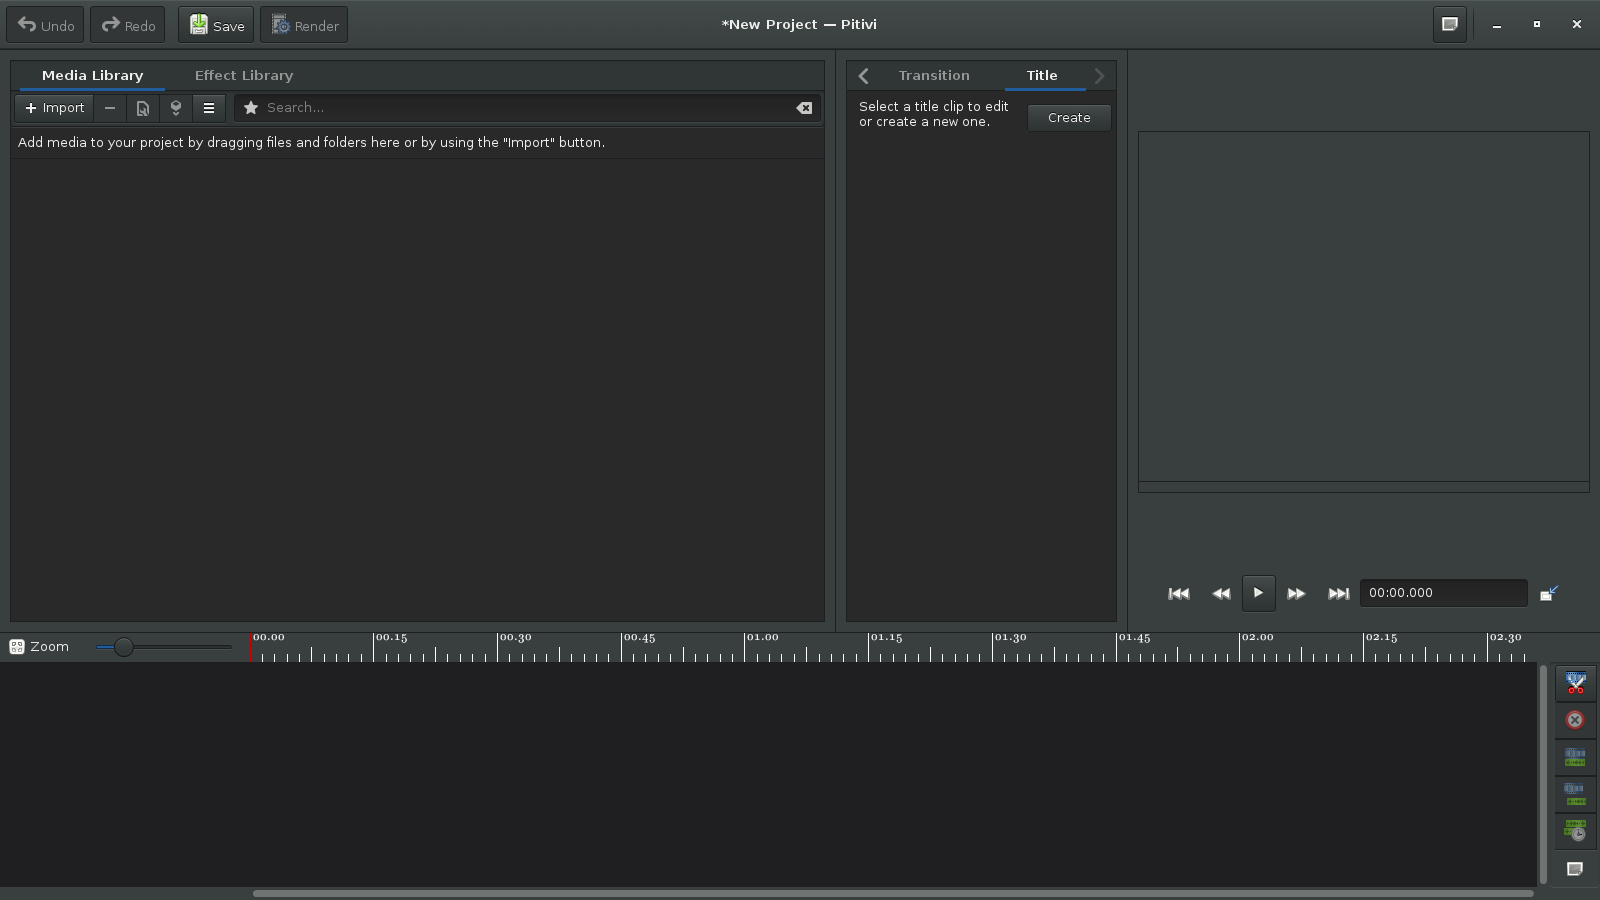 Undo
Redo
Save
Render
*New Project — Pitivi
Media Library
Effect Library
Import
Search...
Add media to your project by dragging files and folders here or by using the "Import" button.
Transition
Title
Select a title clip to edit
or create a new one.
Create
00:00.000
Zoom
00.00
00.15
00.30
00.45
01.00
01.15
01.30
01.45
02.00
02.15
02.30